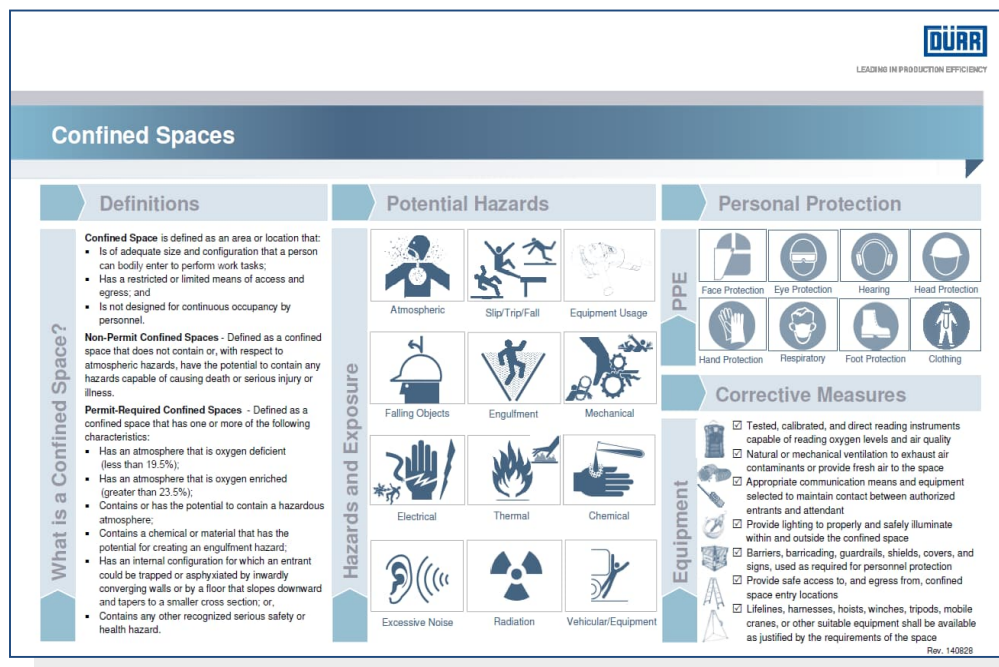 DÜRR
LEADING IN PRODUCTION EFFICIENCY
Confined Spaces
Definitions
What is a Confined Space?
Confined Space is defined as an area or location that:
▪ Is of adequate size and configuration that a person
can bodily enter to perform work tasks;
▪ Has a restricted or limited means of access and
egress; and
▪ Is not designed for continuous occupancy by
personnel.
Non-Permit Confined Spaces - Defined as a confined
space that does not contain or, with respect to
atmospheric hazards, have the potential to contain any
hazards capable of causing death or serious injury or
illness.
Permit-Required Confined Spaces - Defined as a
confined space that has one or more of the following
characteristics:
▪ Has an atmosphere that is oxygen deficient
(less than 19.5%);
▪ Has an atmosphere that is oxygen enriched
(greater than 23.5%);
▪ Contains or has the potential to contain a hazardous
atmosphere;
▪ Contains a chemical or material that has the
potential for creating an engulfment hazard;
▪ Has an internal configuration for which an entrant
could be trapped or asphyxiated by inwardly
converging walls or by a floor that slopes downward
and tapers to a smaller cross section; or,
▪ Contains any other recognized serious safety or
health hazard.
Potential Hazards
Hazards and Exposure
Atmospheric
Slip/Trip/Fall
Equipment Usage
Falling Objects
Engulfment
Mechanical
Electrical
Thermal
Chemical
Excessive Noise
Radiation
Vehicular/Equipment
Personal Protection
PPE
Face Protection
Eye Protection
Hearing
Head Protection
Hand Protection
Respiratory
Foot Protection
Clothing
Corrective Measures
Equipment
☑ Tested, calibrated, and direct reading instruments
capable of reading oxygen levels and air quality
☑ Natural or mechanical ventilation to exhaust air
contaminants or provide fresh air to the space
☑ Appropriate communication means and equipment
selected to maintain contact between authorized
entrants and attendant
☑ Provide lighting to properly and safely illuminate
within and outside the confined space
☑ Barriers, barricading, guardrails, shields, covers, and
signs, used as required for personnel protection
☑ Provide safe access to, and egress from, confined
space entry locations
☑ Lifelines, harnesses, hoists, winches, tripods, mobile
cranes, or other suitable equipment shall be available
as justified by the requirements of the space
Rev. 140828